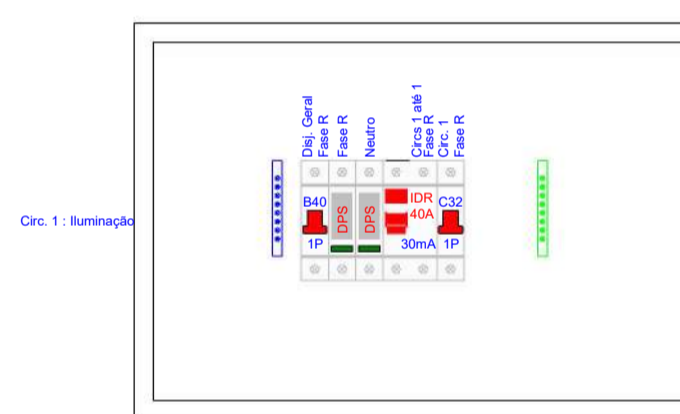 Disj. Geral
Fase R
Fase R
Neutro
Circs 1 até 1
Fase R
Circ. 1
Fase R
B40
1P
DPS
DPS
IDR
40A
30mA
C32
1P
Circ. 1 : Iluminação